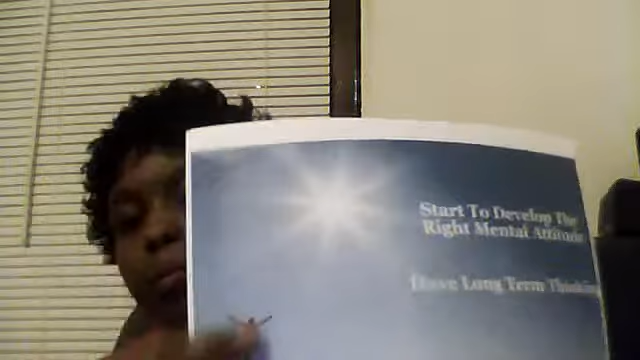 Start To Develop The
Right Mental Attitude
Have Long Term Thinking